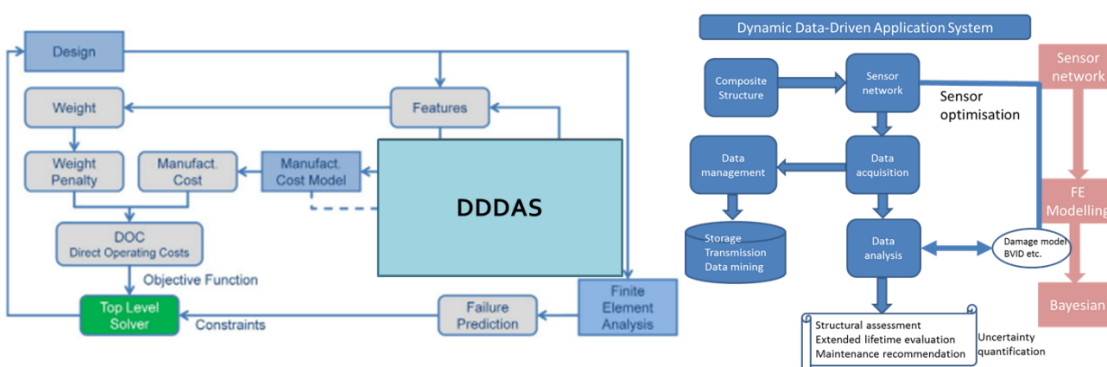 Design
Weight
Features
Weight
Penalty
Manufact.
Cost
Manufact.
Cost Model
DDDAS
DOC
Direct Operating Costs
Objective Function
Top Level
Solver
Constraints
Failure
Prediction
Finite
Element
Analysis
Dynamic Data-Driven Application System
Composite
Structure
Sensor
network
Sensor
optimisation
Data
management
Data
acquisition
Storage
Transmission
Data mining
Data
analysis
Damage model
BVID etc.
Structural assessment
Extended lifetime evaluation
Maintenance recommendation
Uncertainty
quantification
Sensor
network
FE
Modelling
Bayesian